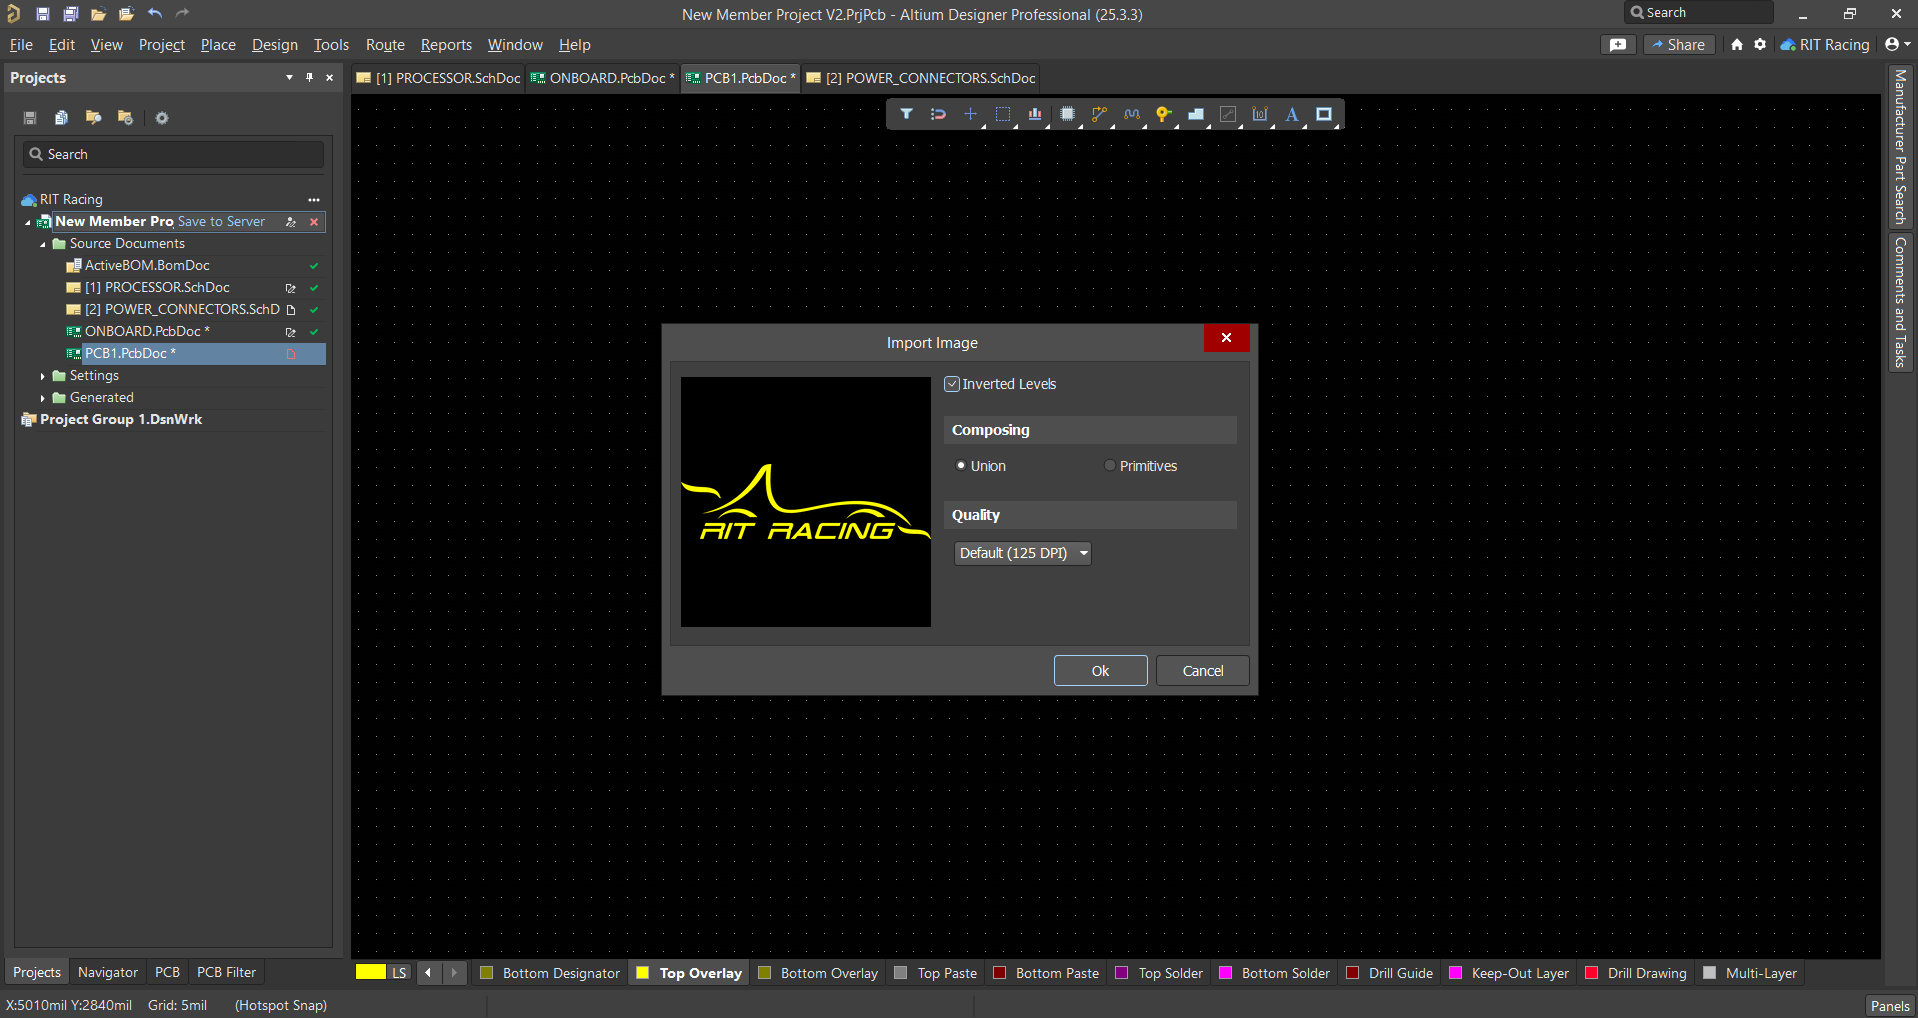 New Member Project V2.PrjPcb - Altium Designer Professional (25.3.3)
Search
File Edit View Project Place Design Tools Route Reports Window Help
Share
RIT Racing
Projects
[1] PROCESSOR.SchDoc
ONBOARD.PcbDoc *
PCB1.PcbDoc *
[2] POWER_CONNECTORS.SchDoc
Search
RIT Racing
New Member Pro Save to Server
Source Documents
ActiveBOM.BomDoc
[1] PROCESSOR.SchDoc
[2] POWER_CONNECTORS.SchD
ONBOARD.PcbDoc *
PCB1.PcbDoc *
Settings
Generated
Project Group 1.DsnWrk
10
A
Import Image
RIT RACING
Inverted Levels
Composing
Union
Primitives
Quality
Default (125 DPI)
Ok
Cancel
Manufacturer Part Search
Comments and Tasks
Projects
Navigator
PCB
PCB Filter
LS
Bottom Designator
Top Overlay
Bottom Overlay
Top Paste
Bottom Paste
Top Solder
Bottom Solder
Drill Guide
Keep-Out Layer
Drill Drawing
Multi-Layer
X:5010mil Y:2840mil Grid: 5mil (Hotspot Snap)
Panels